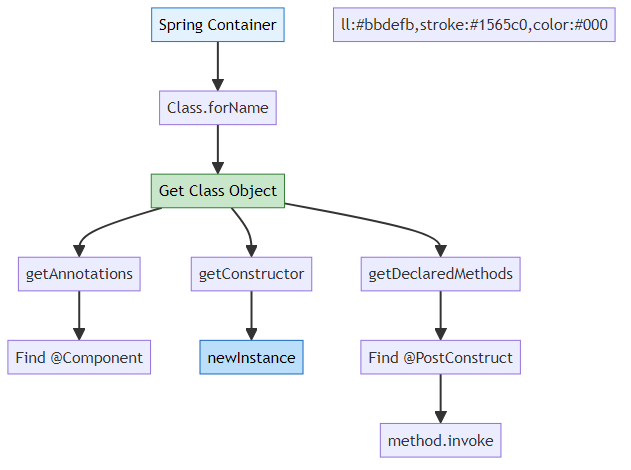 Spring Container
ll:#bbdefb,stroke:#1565c0,color:#000
Class.forName
Get Class Object
getAnnotations
getConstructor
getDeclaredMethods
Find @Component
newInstance
Find @PostConstruct
method.invoke